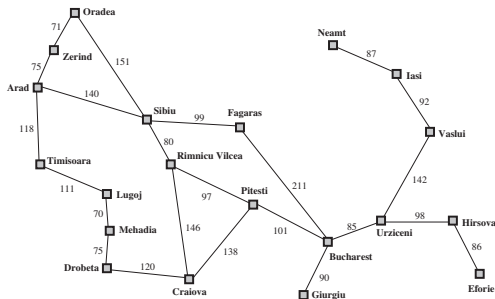 Oradea
71
Neamt
87
Zerind
151
75
Iasi
Arad
140
92
Sibiu
99
Fagaras
118
80
Vaslui
Timisoara
Rimnicu Vilcea
111
97
211
142
Lugoj
Pitesti
70
98
Hirsova
146
85
Mehadia
101
Urziceni
75
138
86
Bucharest
Drobeta
120
90
Craiova
Eforie
Giurgiu